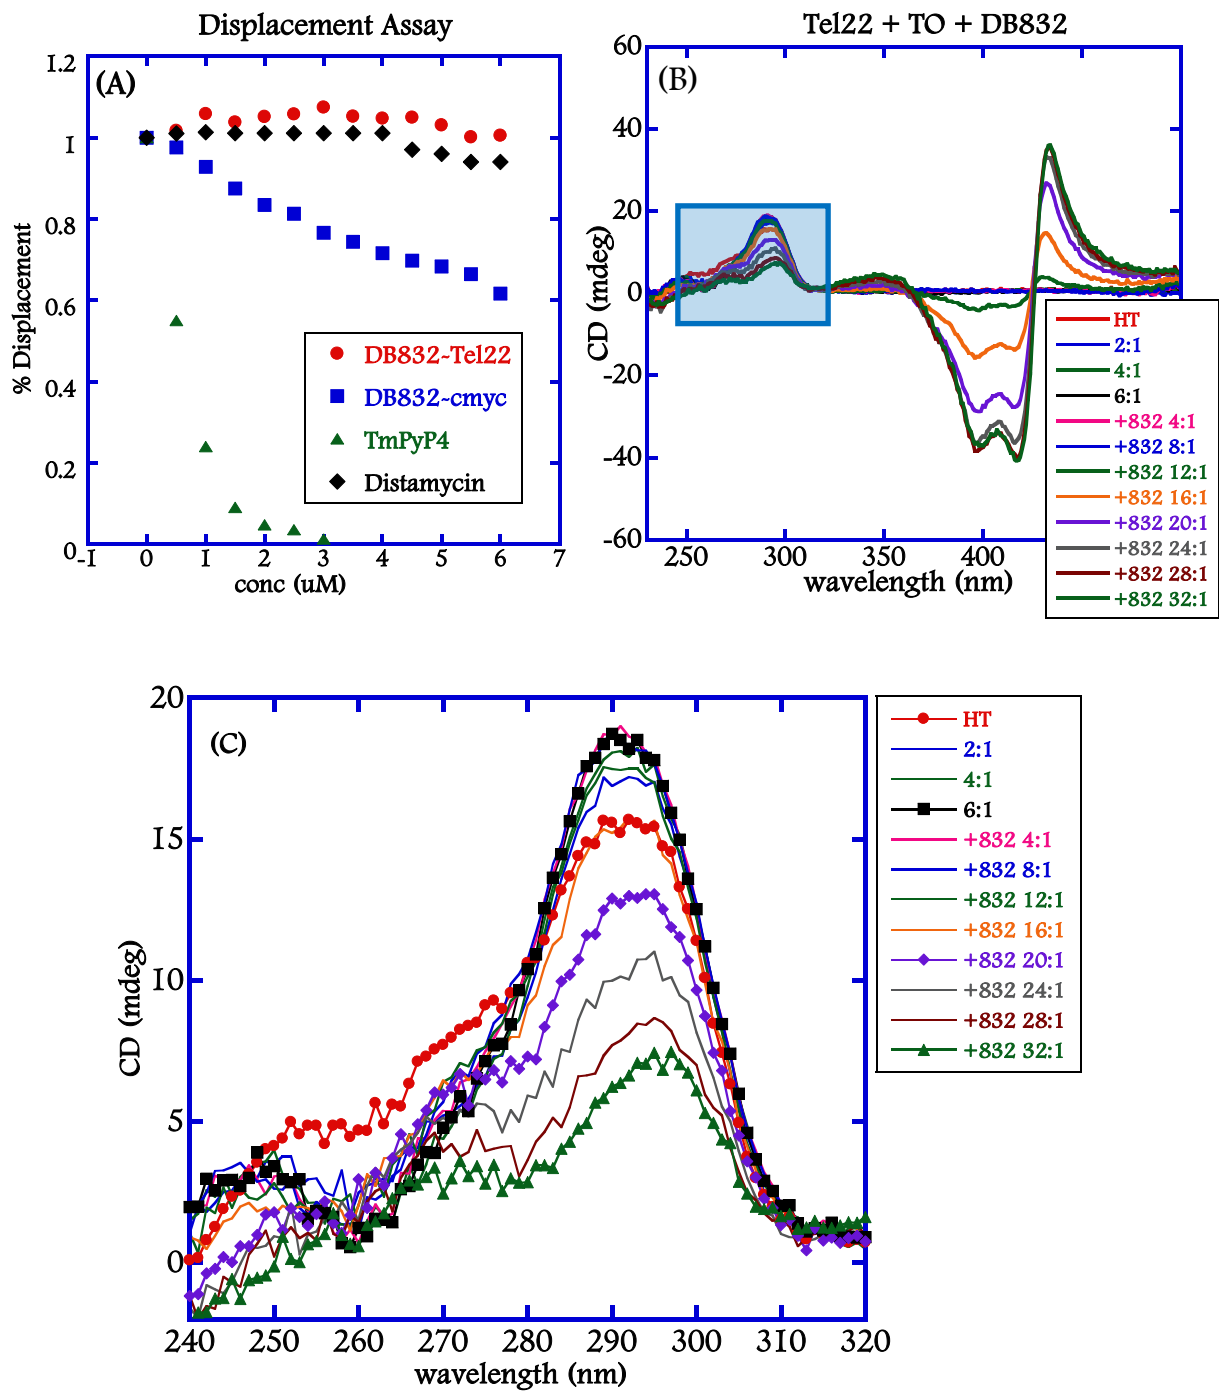 Displacement Assay
(A)
1.2
1
0.8
0.6
0.4
0.2
0
% Displacement
-1 0 1 2 3 4 5 6 7
conc (uM)
DB832-Tel22
DB832-cmyc
TmPyP4
Distamycin
Tel22 + TO + DB832
(B)
60
40
20
0
-20
-40
-60
CD (mdeg)
250 300 350 400
wavelength (nm)
HT
2:1
4:1
6:1
+832 4:1
+832 8:1
+832 12:1
+832 16:1
+832 20:1
+832 24:1
+832 28:1
+832 32:1
(C)
20
15
10
5
0
CD (mdeg)
240 250 260 270 280 290 300 310 320
wavelength (nm)
HT
2:1
4:1
6:1
+832 4:1
+832 8:1
+832 12:1
+832 16:1
+832 20:1
+832 24:1
+832 28:1
+832 32:1